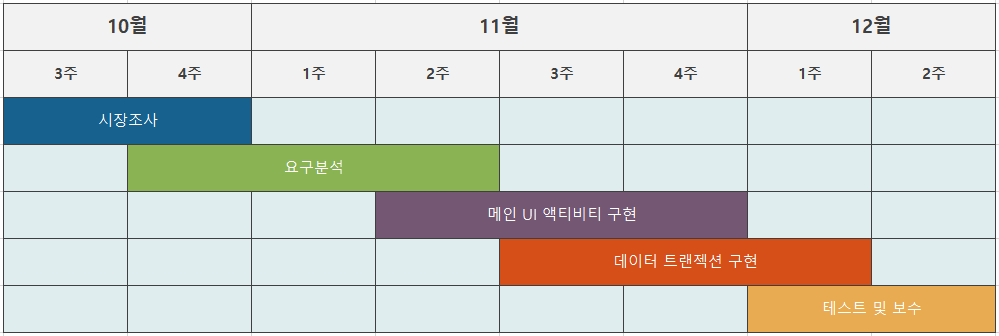 10월 11월 12월
3주 4주 1주 2주 3주 4주 1주 2주
시장조사
요구분석
메인 UI 액티비티 구현
데이터 트랜젝션 구현
테스트 및 보수